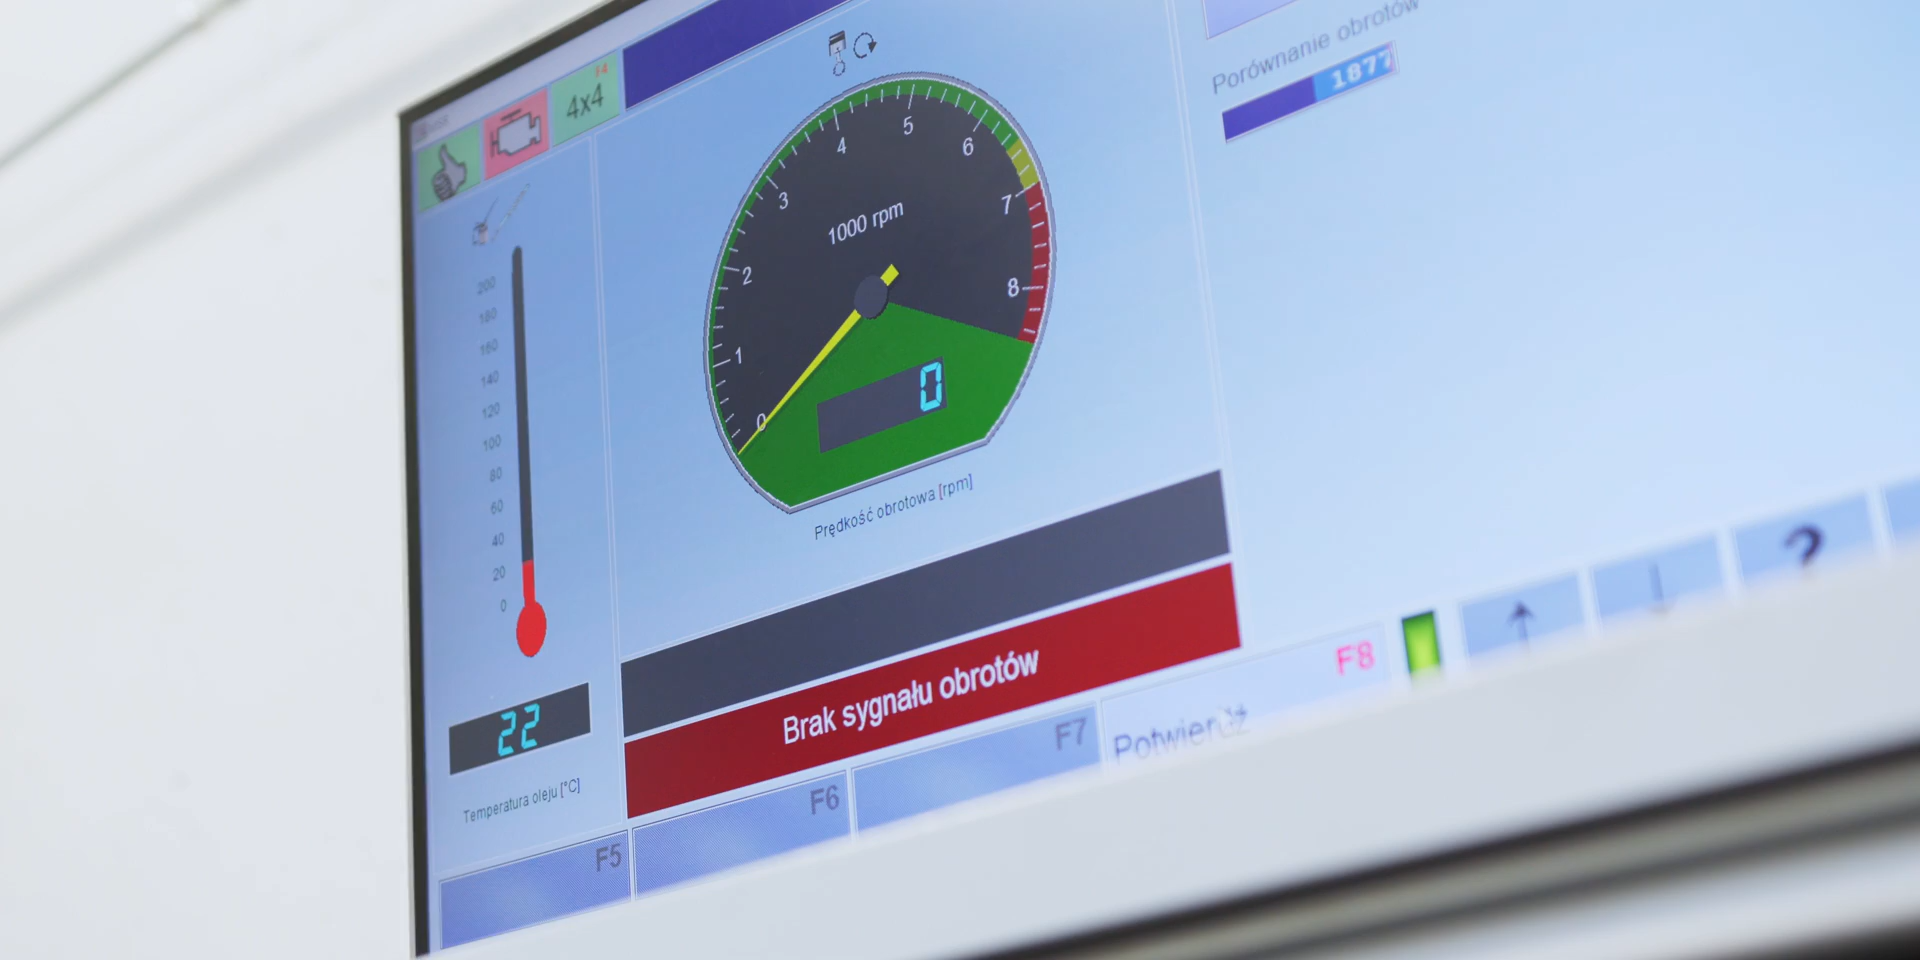 F4
4x4
Porównanie obrotów
1877
200
180
160
140
120
100
80
60
40
20
0
22
Temperatura oleju [°C]
0
1
2
3
4
5
6
7
8
1000 rpm
0
Prędkość obrotowa [rpm]
Brak sygnału obrotów
F5
F6
F7
F8
Potwierdź
?